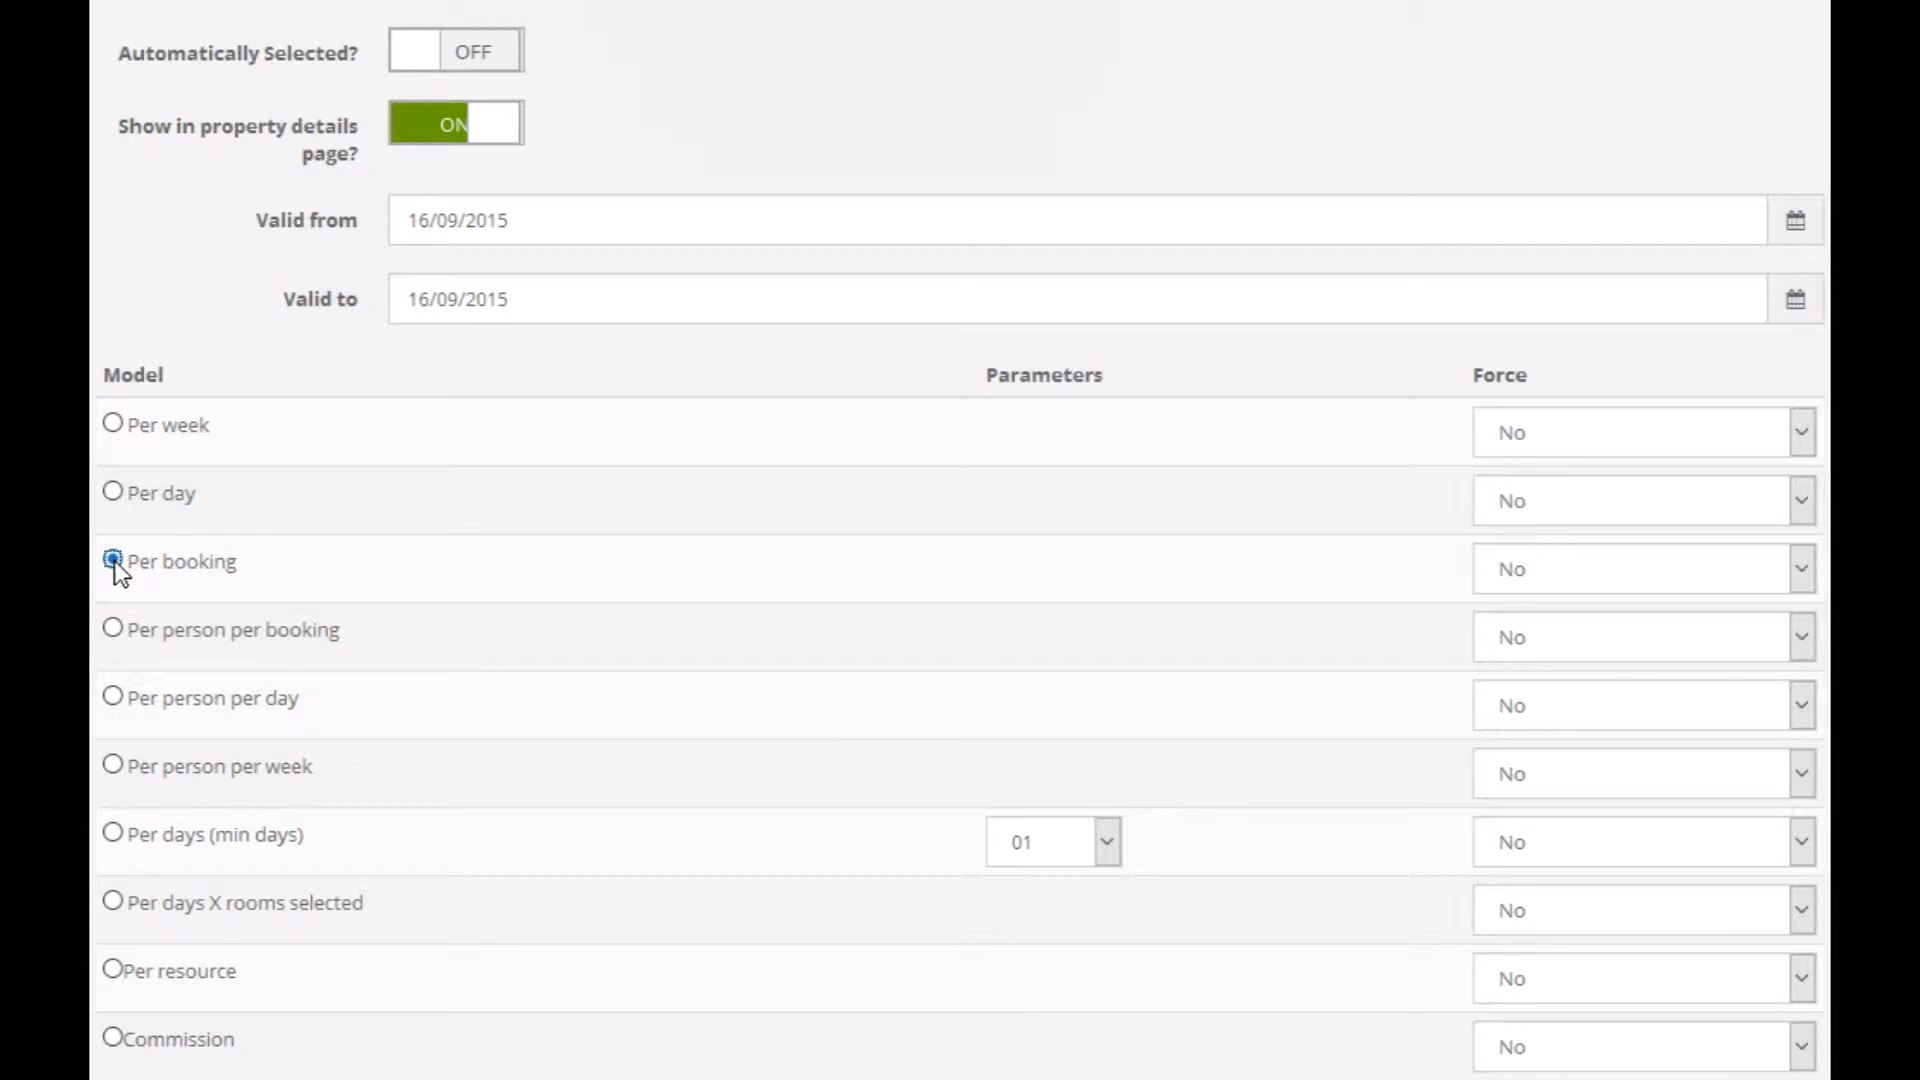 Automatically Selected? OFF
Show in property details
page?
ON
Valid from 16/09/2015
Valid to 16/09/2015
Model Parameters Force
Per week No
Per day No
Per booking No
Per person per booking No
Per person per day No
Per person per week No
Per days (min days) 01 No
Per days X rooms selected No
Per resource No
Commission No